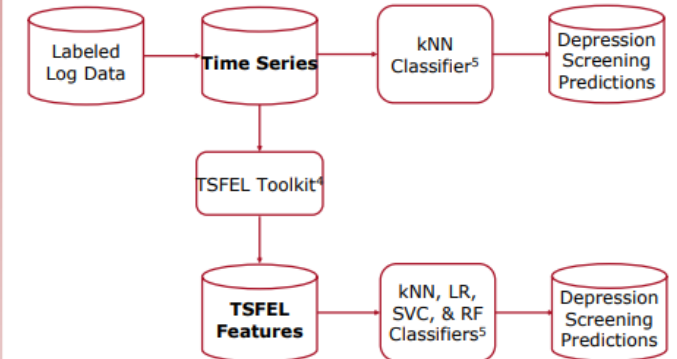 Labeled
Log Data
Time Series
kNN
Classifier⁵
Depression
Screening
Predictions
TSFEL Toolkit⁴
TSFEL
Features
kNN, LR,
SVC, & RF
Classifiers⁵
Depression
Screening
Predictions